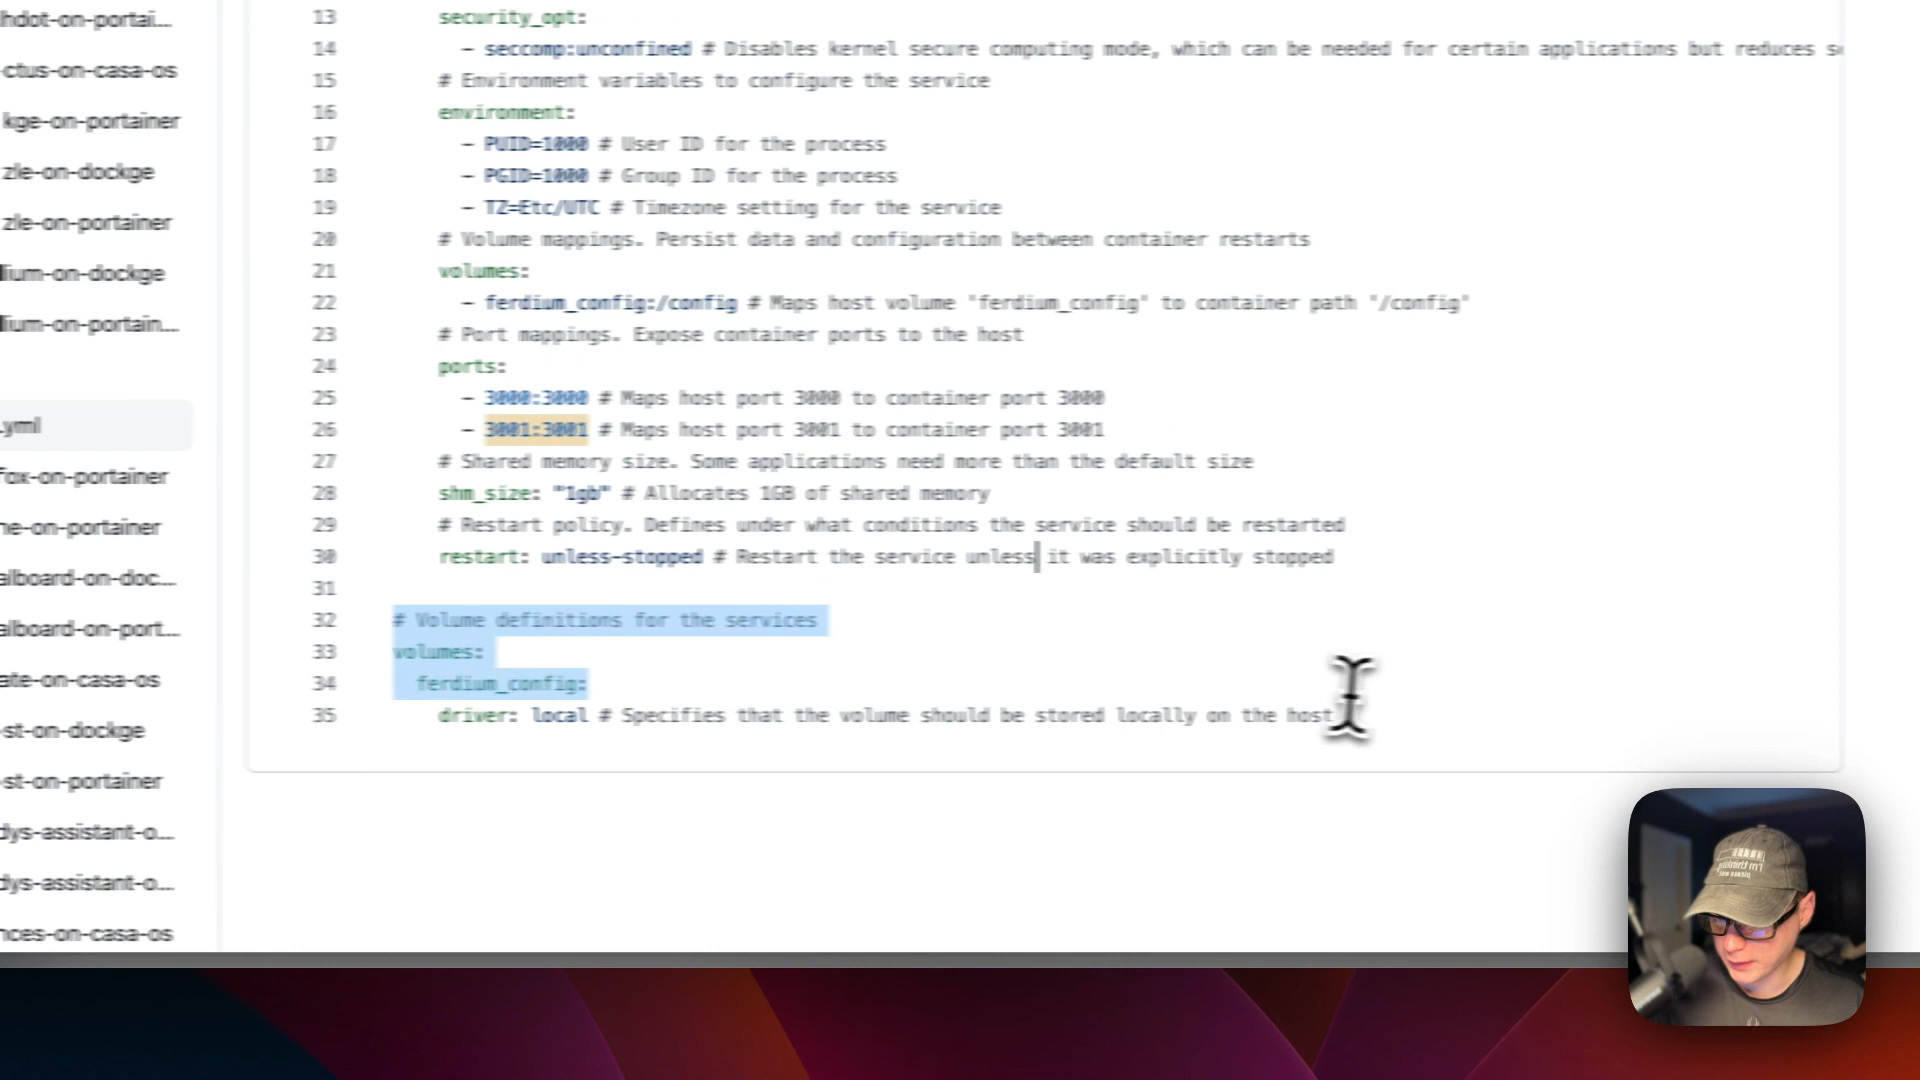 hdot-on-portai...
ctus-on-casa-os
kge-on-portainer
zle-on-dockge
zle-on-portainer
lium-on-dockge
lium-on-portain...
.yml
fox-on-portainer
ne-on-portainer
alboard-on-doc...
alboard-on-port...
ate-on-casa-os
-st-on-dockge
-st-on-portainer
dys-assistant-o...
dys-assistant-o...
nces-on-casa-os
13 security_opt:
14 - seccomp:unconfined # Disables kernel secure computing mode, which can be needed for certain applications but reduces s
15 # Environment variables to configure the service
16 environment:
17 - PUID=1000 # User ID for the process
18 - PGID=1000 # Group ID for the process
19 - TZ=Etc/UTC # Timezone setting for the service
20 # Volume mappings. Persist data and configuration between container restarts
21 volumes:
22 - ferdium_config:/config # Maps host volume 'ferdium_config' to container path '/config'
23 # Port mappings. Expose container ports to the host
24 ports:
25 - 3000:3000 # Maps host port 3000 to container port 3000
26 - 3001:3001 # Maps host port 3001 to container port 3001
27 # Shared memory size. Some applications need more than the default size
28 shm_size: "1gb" # Allocates 1GB of shared memory
29 # Restart policy. Defines under what conditions the service should be restarted
30 restart: unless-stopped # Restart the service unless it was explicitly stopped
31
32 # Volume definitions for the services
33 volumes:
34 ferdium_config:
35 driver: local # Specifies that the volume should be stored locally on the host